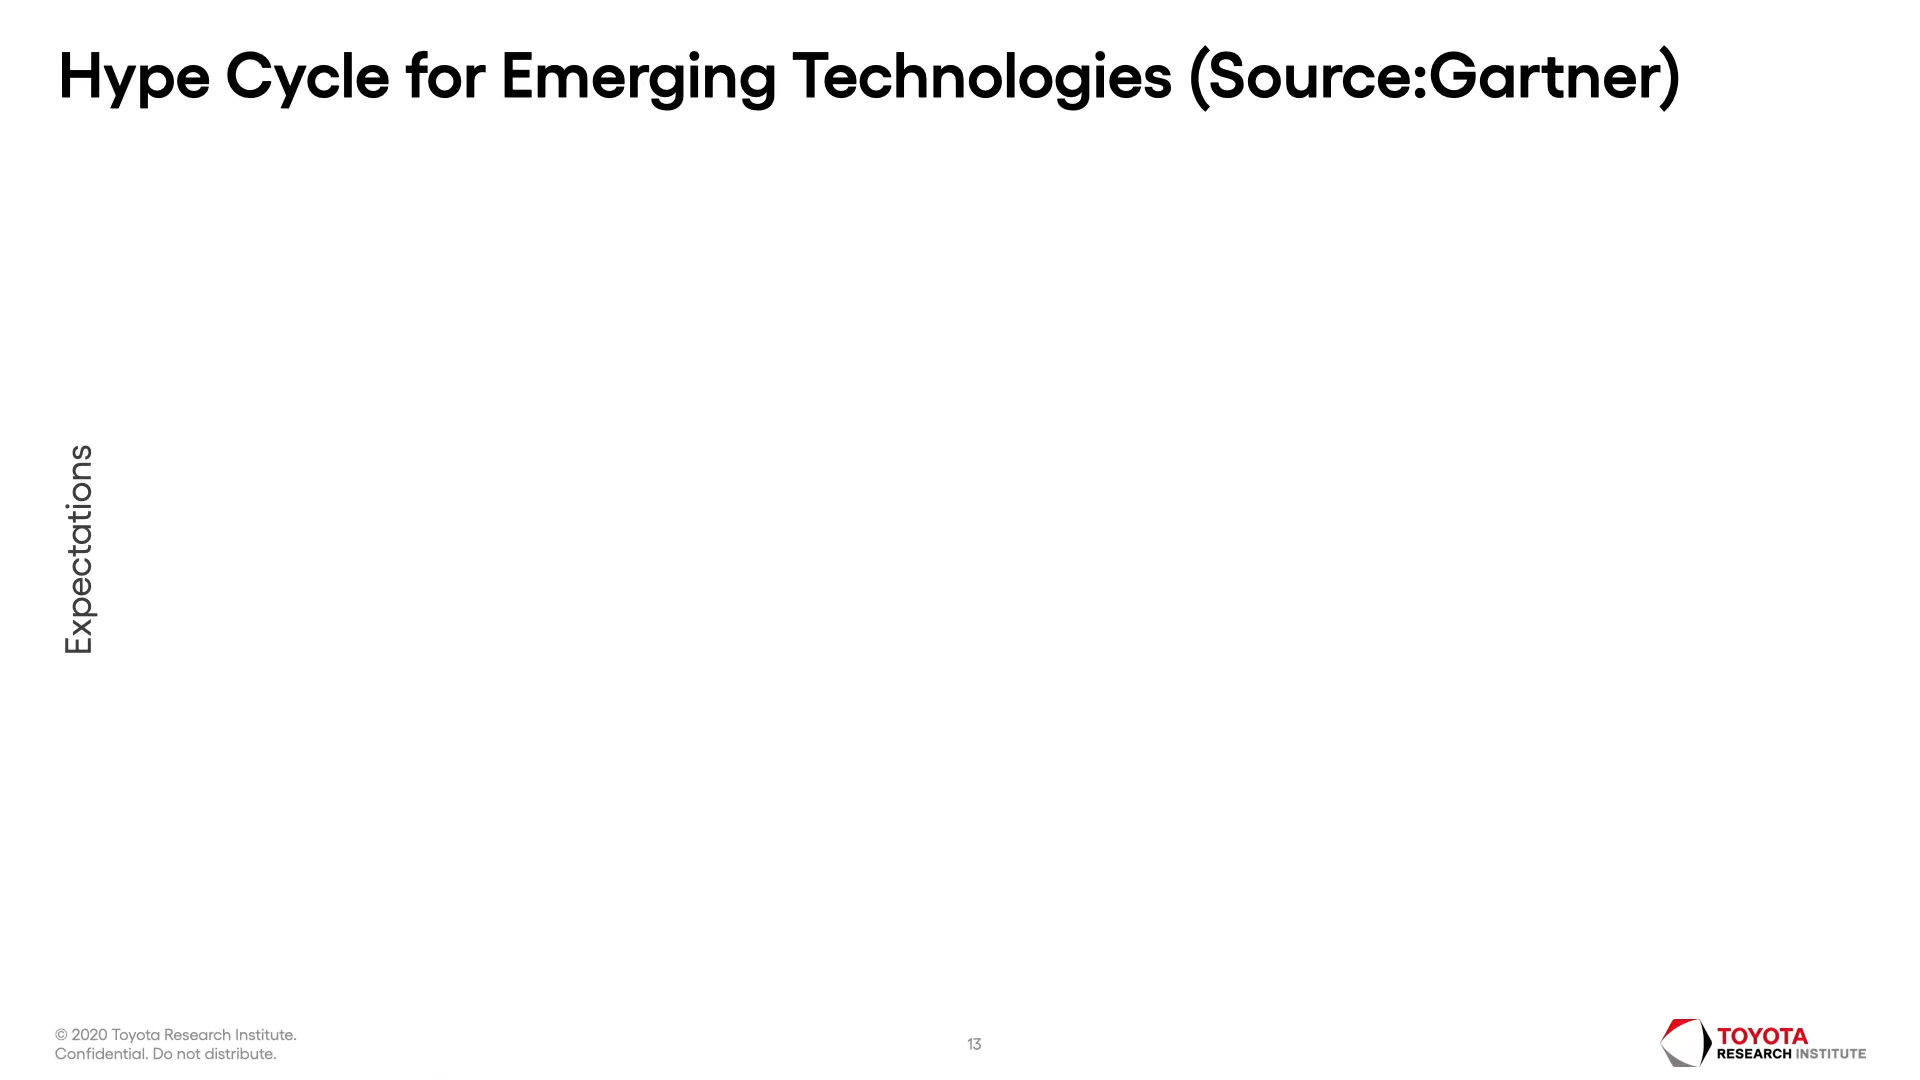 Hype Cycle for Emerging Technologies (Source:Gartner)
Expectations
© 2020 Toyota Research Institute.
Confidential. Do not distribute.
13
TOYOTA
RESEARCH INSTITUTE